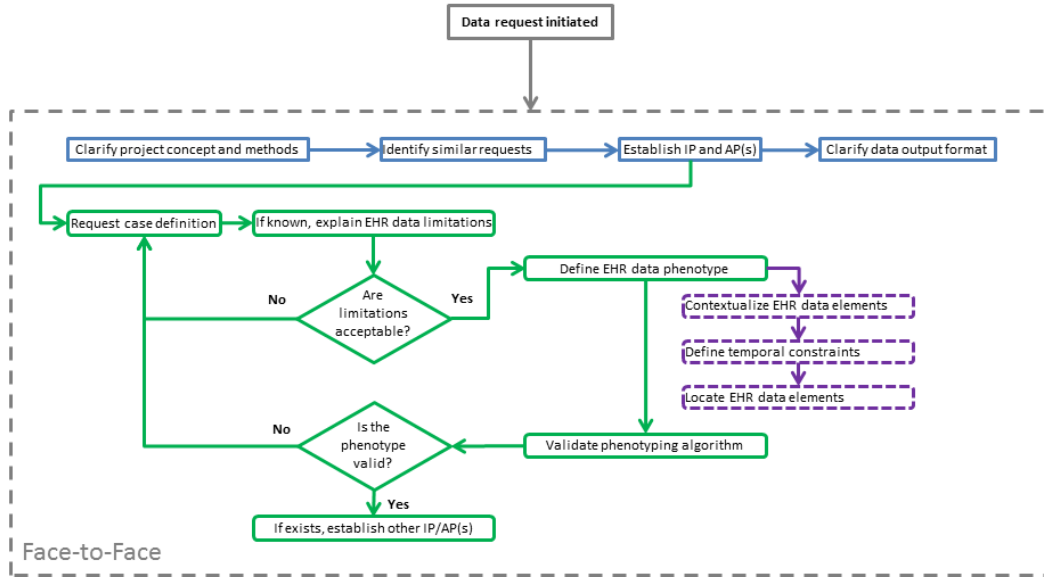 Data request initiated
Clarify project concept and methods
Identify similar requests
Establish IP and AP(s)
Clarify data output format
Request case definition
If known, explain EHR data limitations
Are
limitations
acceptable?
No
Yes
Define EHR data phenotype
Contextualize EHR data elements
Define temporal constraints
Locate EHR data elements
Validate phenotyping algorithm
Is the
phenotype
valid?
No
Yes
If exists, establish other IP/AP(s)
Face-to-Face